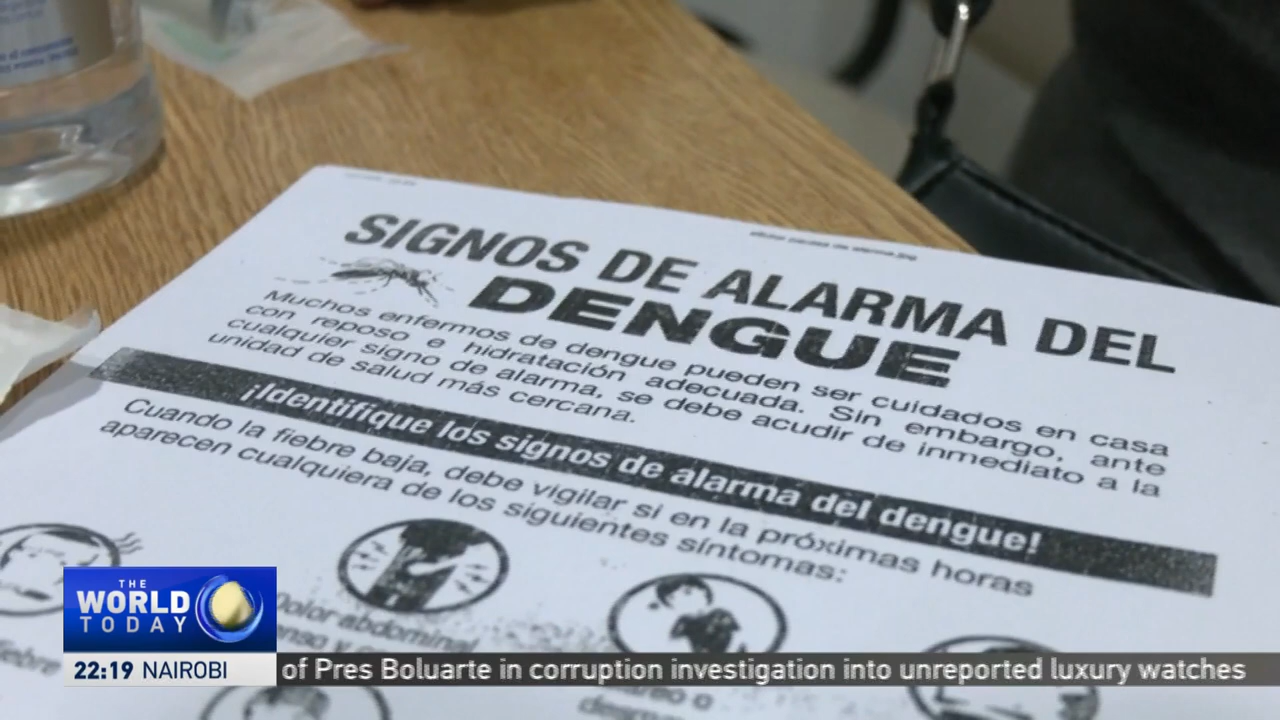 SIGNOS DE ALARMA DEL
DENGUE
Muchos enfermos de dengue pueden ser cuidados en casa
con reposo e hidratación adecuada. Sin embargo, ante
cualquier signo de alarma, se debe acudir de inmediato a la
unidad de salud más cercana.
¡Identifique los signos de alarma del dengue!
Cuando la fiebre baja, debe vigilar si en la próximas horas
aparecen cualquiera de los siguientes síntomas:
Dolor abdominal
fiebre
THE
WORLD
TODAY
22:19 NAIROBI
of Pres Boluarte in corruption investigation into unreported luxury watches